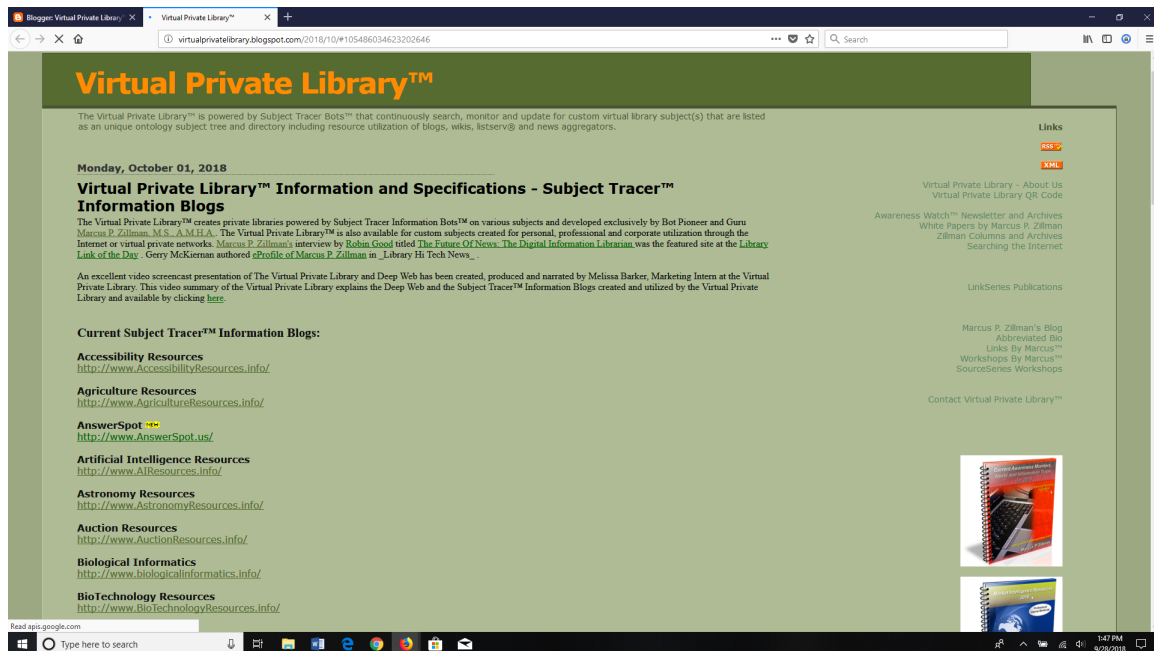 Blogger: Virtual Private Library™
Virtual Private Library™
virtualprivatelibrary.blogspot.com/2018/10/#105486034623202646
Search
Virtual Private Library™
The Virtual Private Library™ is powered by Subject Tracer Bots™ that continuously search, monitor and update for custom virtual library subject(s) that are listed
as an unique ontology subject tree and directory including resource utilization of blogs, wikis, listserv® and news aggregators.
Monday, October 01, 2018
Virtual Private Library™ Information and Specifications - Subject Tracer™
Information Blogs
The Virtual Private Library™ creates private libraries powered by Subject Tracer Information Bots™ on various subjects and developed exclusively by Bot Pioneer and Guru
Marcus P. Zillman, M.S., A.M.H.A.. The Virtual Private Library™ is also available for custom subjects created for personal, professional and corporate utilization through the
Internet or virtual private networks. Marcus P. Zillman's interview by Robin Good titled The Future Of News: The Digital Information Librarian was the featured site at the Library
Link of the Day . Gerry McKiernan authored eProfile of Marcus P. Zillman in _Library Hi Tech News_ .
An excellent video screencast presentation of The Virtual Private Library and Deep Web has been created, produced and narrated by Melissa Barker, Marketing Intern at the Virtual
Private Library. This video summary of the Virtual Private Library explains the Deep Web and the Subject Tracer™ Information Blogs created and utilized by the Virtual Private
Library and available by clicking here.
Current Subject Tracer™ Information Blogs:
Accessibility Resources
http://www.AccessibilityResources.info/
Agriculture Resources
http://www.AgricultureResources.info/
AnswerSpot NEW
http://www.AnswerSpot.us/
Artificial Intelligence Resources
http://www.AIResources.info/
Astronomy Resources
http://www.AstronomyResources.info/
Auction Resources
http://www.AuctionResources.info/
Biological Informatics
http://www.biologicalinformatics.info/
BioTechnology Resources
http://www.BioTechnologyResources.info/
Links
RSS
XML
Virtual Private Library - About Us
Virtual Private Library QR Code
Awareness Watch™ Newsletter and Archives
White Papers by Marcus P. Zillman
Zillman Columns and Archives
Searching the Internet
LinkSeries Publications
Marcus P. Zillman's Blog
Abbreviated Bio
Links By Marcus™
Workshops By Marcus™
SourceSeries Workshops
Contact Virtual Private Library™
Read apis.google.com
Type here to search
1:47 PM
9/28/2018